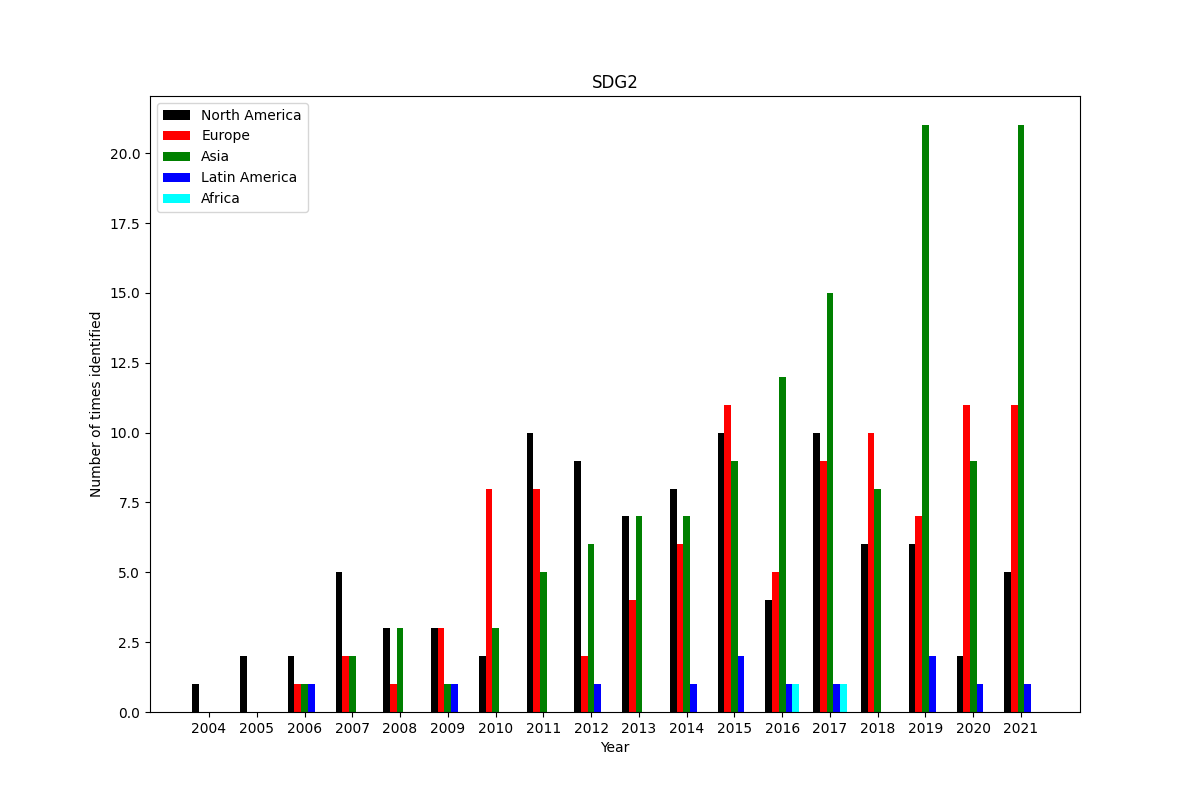 SDG2
North America
Europe
Asia
Latin America
Africa
Number of times identified
20.0
17.5
15.0
12.5
10.0
7.5
5.0
2.5
0.0
2004 2005 2006 2007 2008 2009 2010 2011 2012 2013 2014 2015 2016 2017 2018 2019 2020 2021
Year